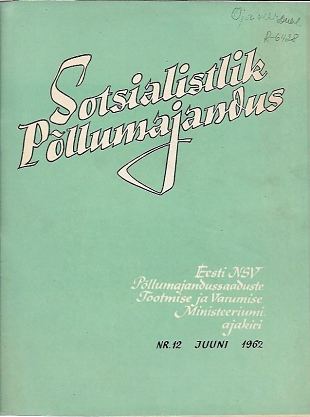 Sotsialistlik
Põllumajandus
Eesti NSV
Põllumajandussaaduste
Tootmise ja Varumise
Ministeeriumi
ajakiri
NR. 12 JUUNI 1962